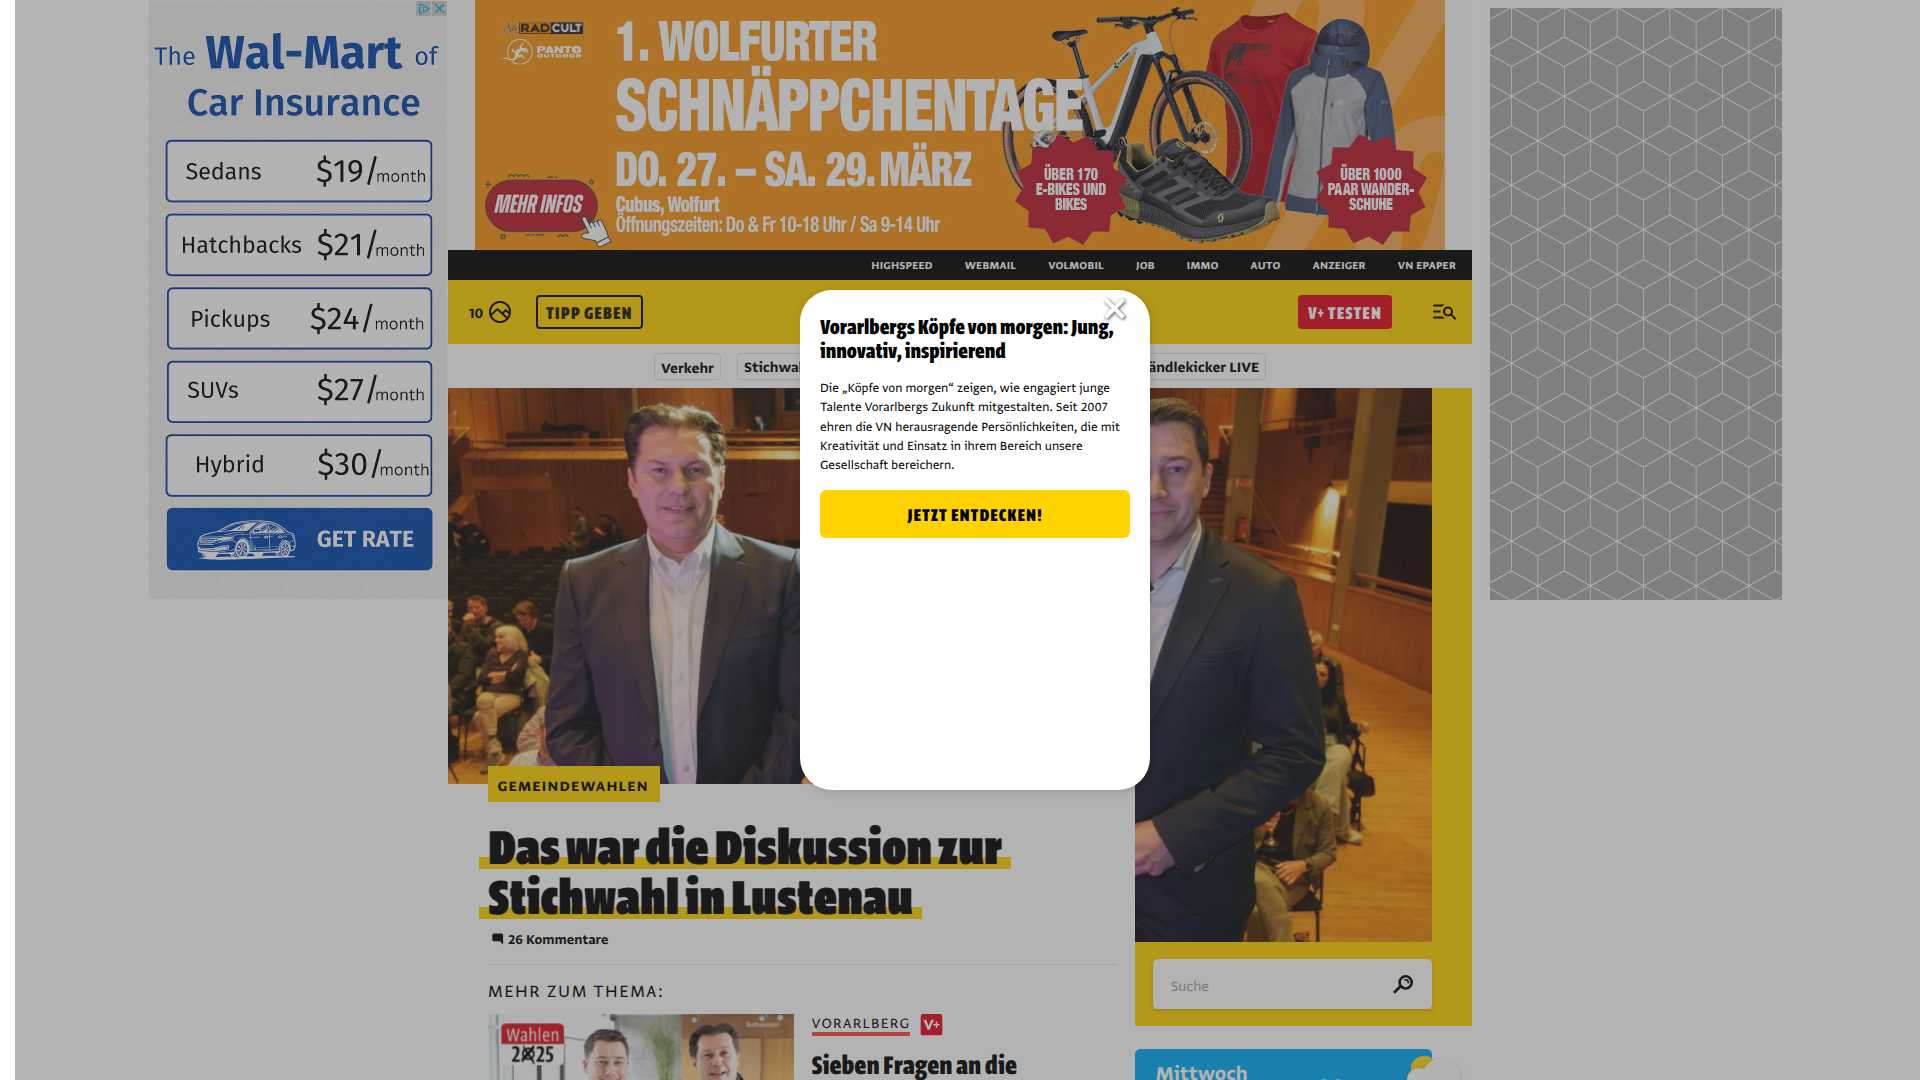 The Wal-Mart of
Car Insurance
Sedans $19/month
Hatchbacks $21/month
Pickups $24/month
SUVs $27/month
Hybrid $30/month
GET RATE
RADCULT
PANTO
OUTDOOR
1. WOLFURTER
SCHNÄPPCHENTAGE
DO. 27. – SA. 29. MÄRZ
MEHR INFOS
Cubus, Wolfurt
Öffnungszeiten: Do & Fr 10-18 Uhr / Sa 9-14 Uhr
ÜBER 170
E-BIKES UND
BIKES
ÜBER 1000
PAAR WANDER-
SCHUHE
HIGHSPEED WEBMAIL VOLMOBIL JOB IMMO AUTO ANZEIGER VN EPAPER
10 TIPP GEBEN V+ TESTEN
Verkehr Stichwa ändlekicker LIVE
Vorarlbergs Köpfe von morgen: Jung,
innovativ, inspirierend
Die „Köpfe von morgen“ zeigen, wie engagiert junge
Talente Vorarlbergs Zukunft mitgestalten. Seit 2007
ehren die VN herausragende Persönlichkeiten, die mit
Kreativität und Einsatz in ihrem Bereich unsere
Gesellschaft bereichern.
JETZT ENTDECKEN!
GEMEINDEWAHLEN
Das war die Diskussion zur
Stichwahl in Lustenau
26 Kommentare
MEHR ZUM THEMA:
Wahlen
2025
VORARLBERG V+
Sieben Fragen an die
Suche
Mittwoch